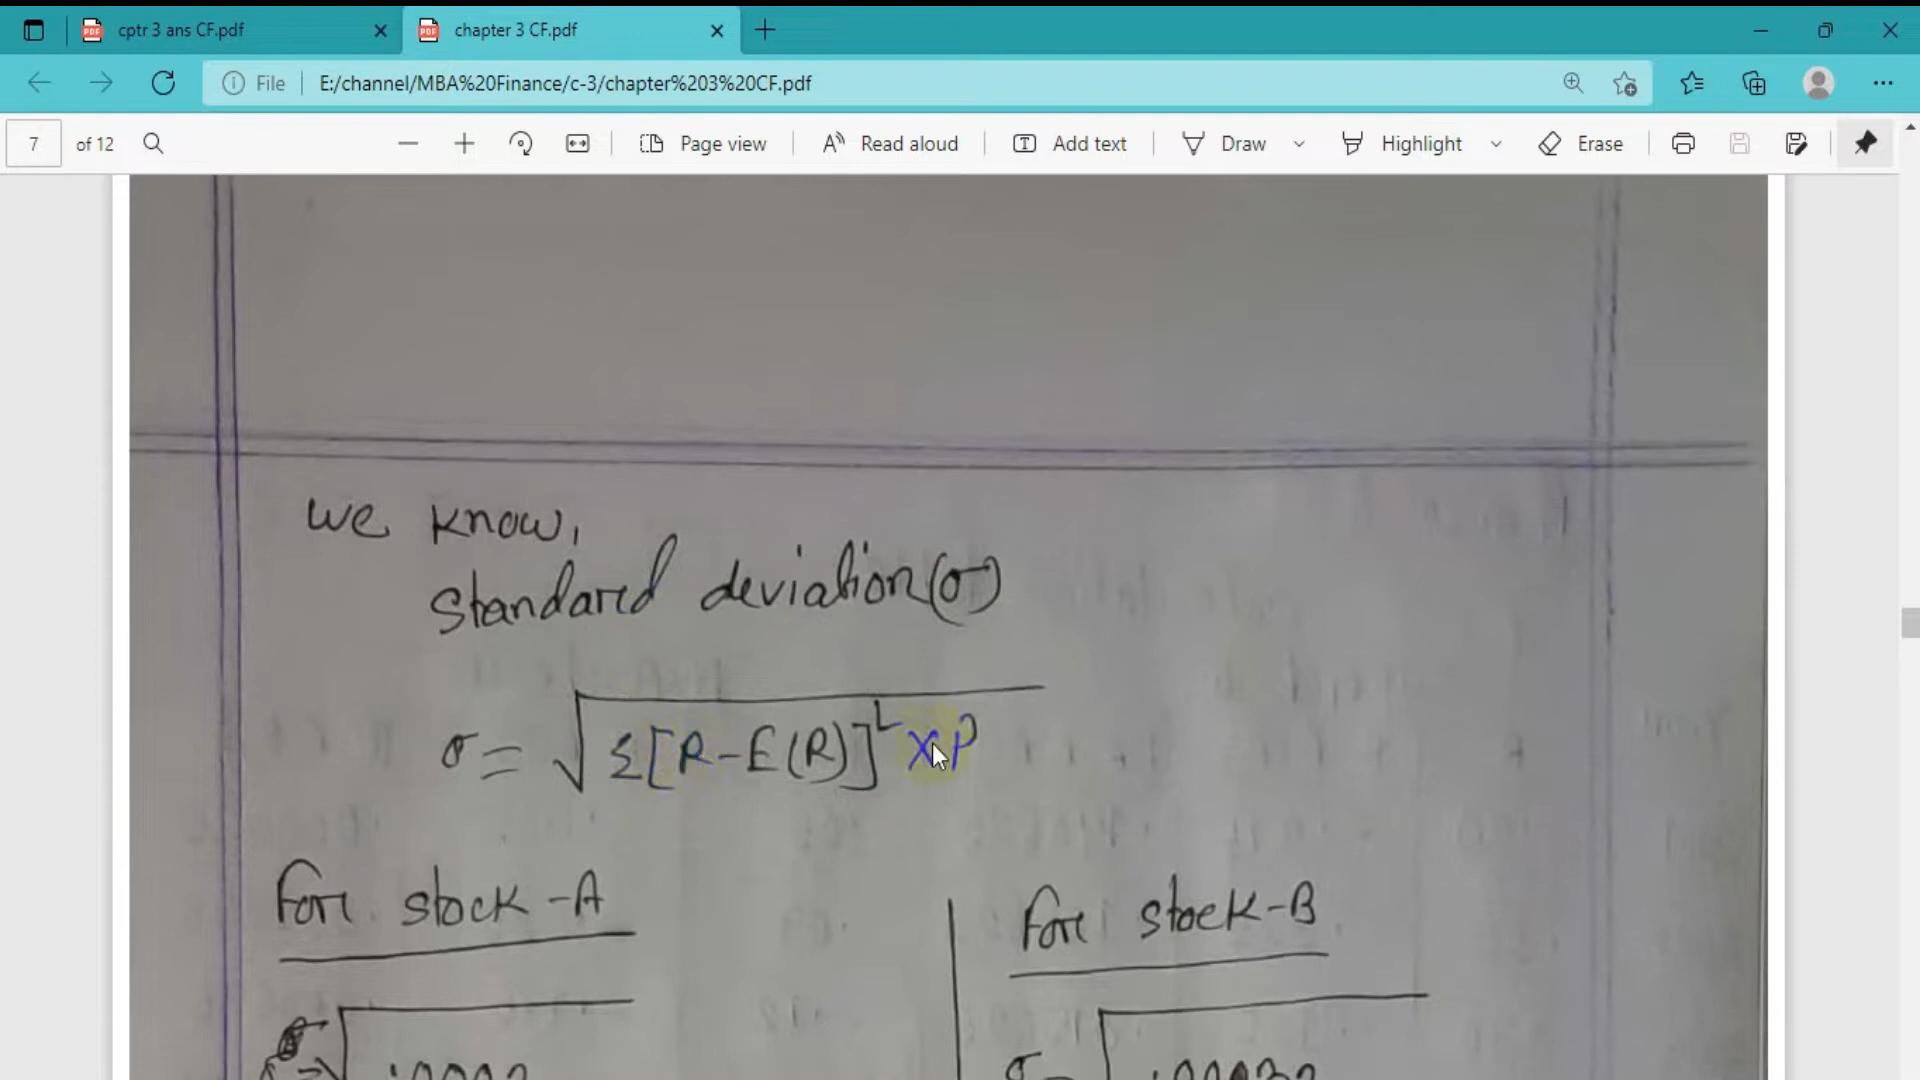 cptr 3 ans CF.pdf
chapter 3 CF.pdf
File
E:/channel/MBA%20Finance/c-3/chapter%203%20CF.pdf
7 of 12
Page view
Read aloud
Add text
Draw
Highlight
Erase
we know,
standard deviation (σ)
σ = √Σ[R-E(R)]² XP
For stock -A
For stock-B